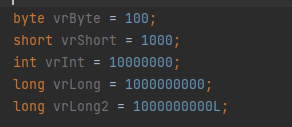 byte vrByte = 100;
short vrShort = 1000;
int vrInt = 10000000;
long vrLong = 1000000000;
long vrLong2 = 1000000000L;